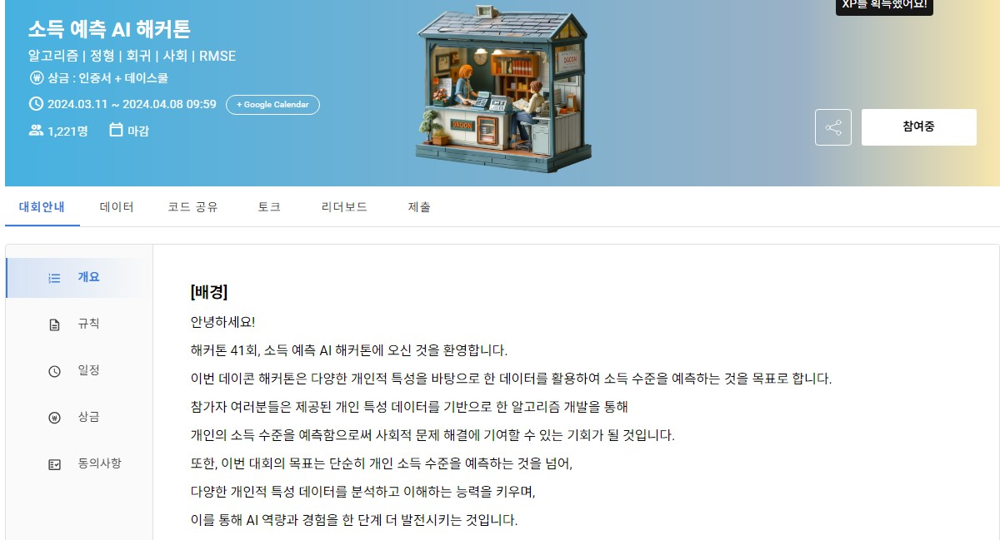 XP를 획득했어요!
소득 예측 AI 해커톤
알고리즘 | 정형 | 회귀 | 사회 | RMSE
상금 : 인증서 + 데이스쿨
2024.03.11 ~ 2024.04.08 09:59
+ Google Calendar
1,221명
마감
DACON
DACON
참여중
대회안내
데이터
코드 공유
토크
리더보드
제출
개요
규칙
일정
상금
동의사항
[배경]
안녕하세요!
해커톤 41회, 소득 예측 AI 해커톤에 오신 것을 환영합니다.
이번 데이콘 해커톤은 다양한 개인적 특성을 바탕으로 한 데이터를 활용하여 소득 수준을 예측하는 것을 목표로 합니다.
참가자 여러분들은 제공된 개인 특성 데이터를 기반으로 한 알고리즘 개발을 통해
개인의 소득 수준을 예측함으로써 사회적 문제 해결에 기여할 수 있는 기회가 될 것입니다.
또한, 이번 대회의 목표는 단순히 개인 소득 수준을 예측하는 것을 넘어,
다양한 개인적 특성 데이터를 분석하고 이해하는 능력을 키우며,
이를 통해 AI 역량과 경험을 한 단계 더 발전시키는 것입니다.